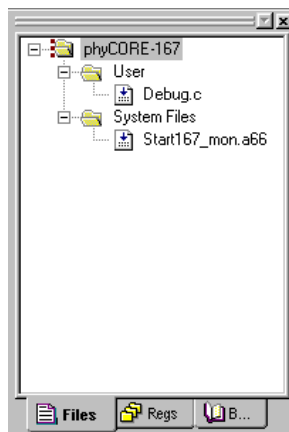 phyCORE-167
User
Debug.c
System Files
Start167_mon.a66
Files Regs B...